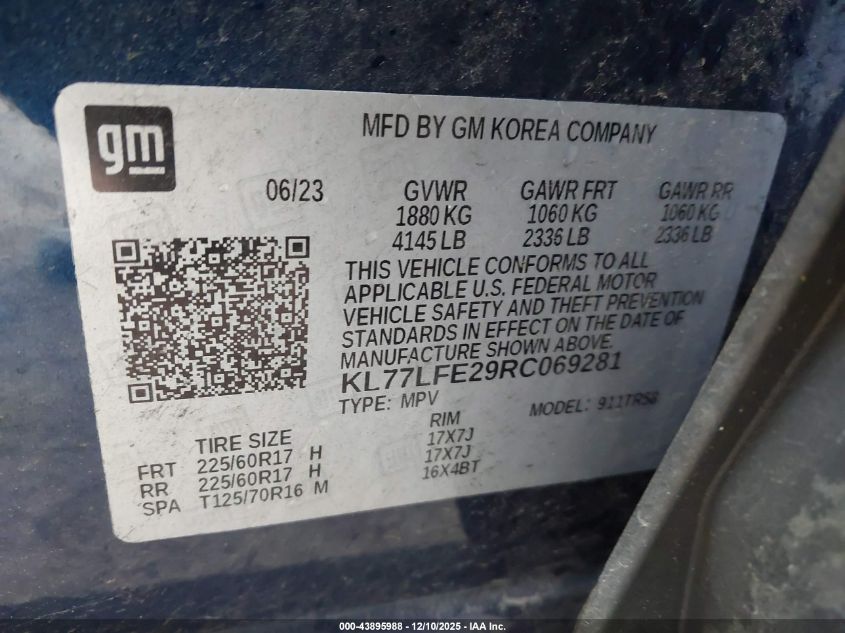 gm
MFD BY GM KOREA COMPANY
06/23 GVWR GAWR FRT GAWR RR
1880 KG 1060 KG 1060 KG
4145 LB 2336 LB 2336 LB
THIS VEHICLE CONFORMS TO ALL
APPLICABLE U.S. FEDERAL MOTOR
VEHICLE SAFETY AND THEFT PREVENTION
STANDARDS IN EFFECT ON THE DATE OF
MANUFACTURE SHOWN ABOVE.
KL77LFE29RC069281
TYPE: MPV MODEL: 911TR58
TIRE SIZE RIM
FRT 225/60R17 H 17X7J
RR 225/60R17 H 17X7J
SPA T125/70R16 M 16X4BT
000-43895988 - 12/10/2025 - IAA Inc.